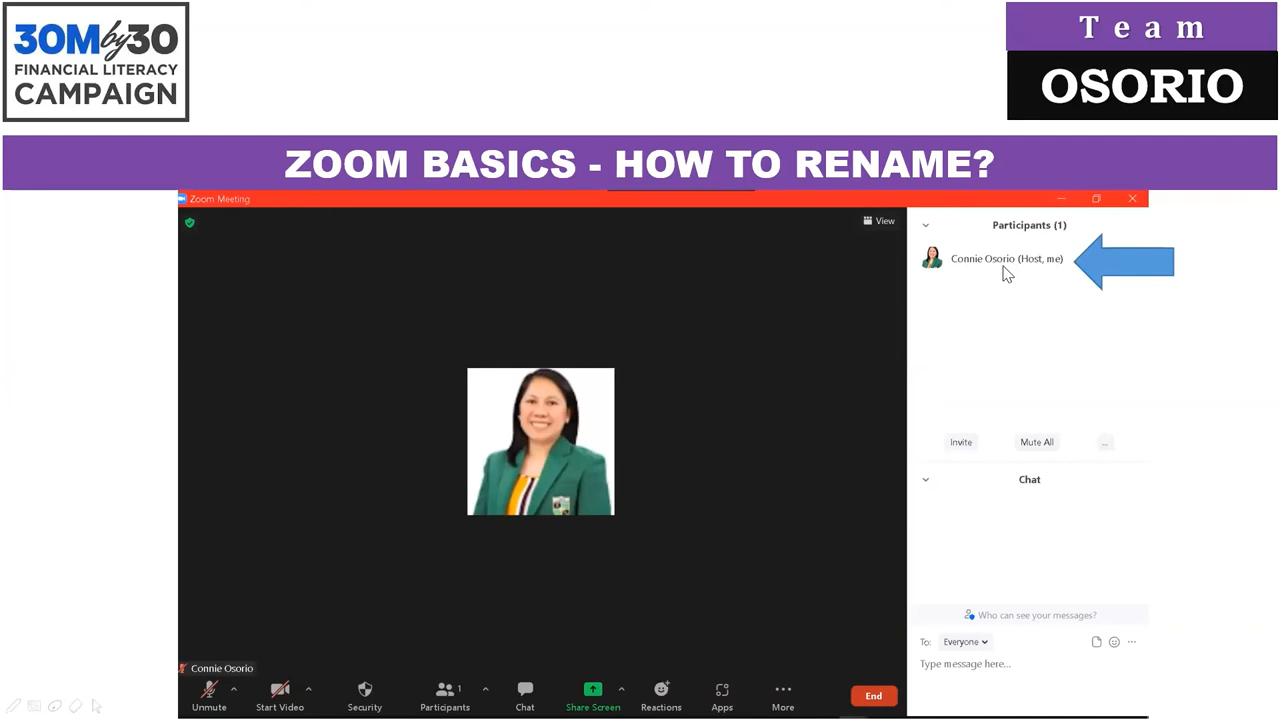 30M by 30
FINANCIAL LITERACY
CAMPAIGN
Team
OSORIO
ZOOM BASICS - HOW TO RENAME?
Zoom Meeting
View
Participants (1)
Connie Osorio (Host, me)
Invite
Mute All
...
Chat
Who can see your messages?
To: Everyone
Type message here...
Connie Osorio
1
Unmute
Start Video
Security
Participants
Chat
Share Screen
Reactions
Apps
More
End